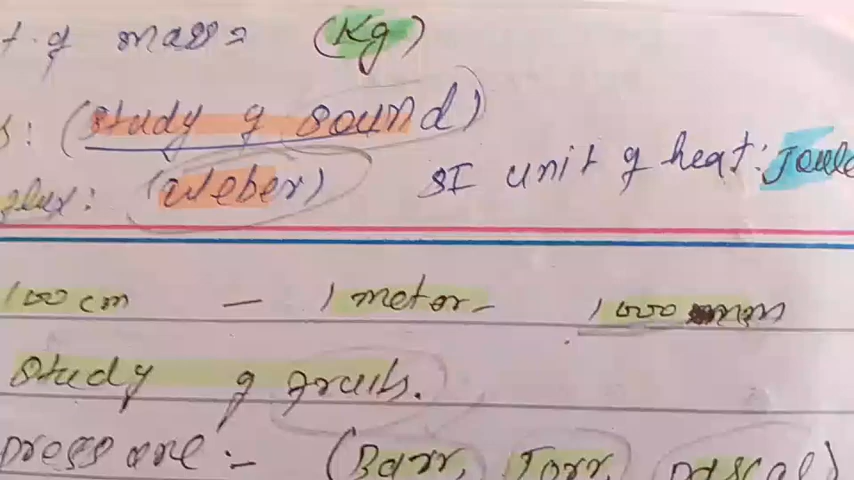 t. of mass = (Kg)
s: (study of sound)
flux: (weber) SI unit of heat: Joule
100 cm — 1 meter - 1000 mm
study of fruits.
pressure :- (Barr, Torr, pascal)